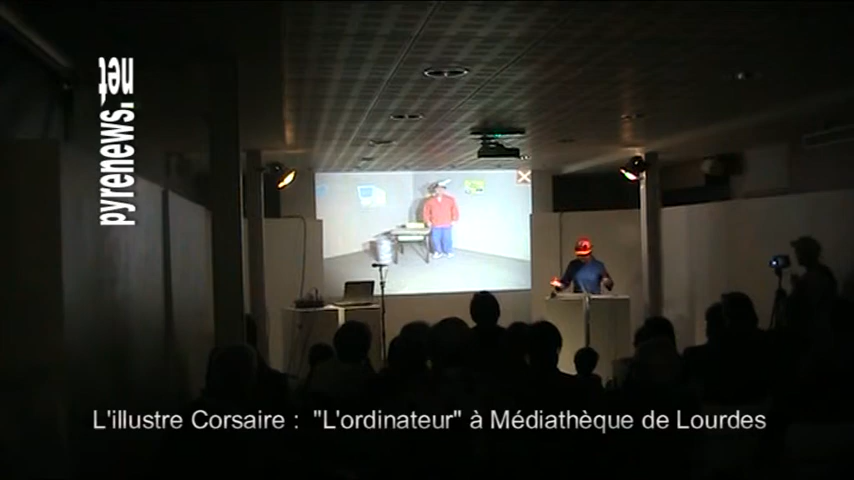 pyrenews.net
L'illustre Corsaire :  "L'ordinateur" à Médiathèque de Lourdes